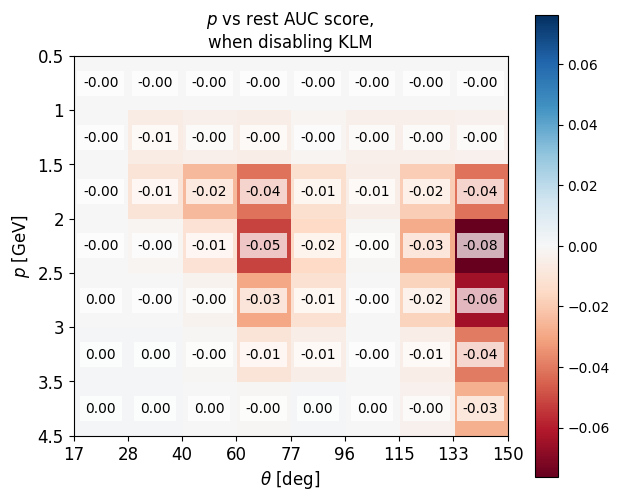 p vs rest AUC score,
when disabling KLM
0.5
-0.00 -0.00 -0.00 -0.00 -0.00 -0.00 -0.00 -0.00
1
-0.00 -0.01 -0.00 -0.00 -0.00 -0.00 -0.00 -0.00
1.5
-0.00 -0.01 -0.02 -0.04 -0.01 -0.01 -0.02 -0.04
2
-0.00 -0.00 -0.01 -0.05 -0.02 -0.00 -0.03 -0.08
2.5
0.00 -0.00 -0.00 -0.03 -0.01 -0.00 -0.02 -0.06
3
0.00 0.00 -0.00 -0.01 -0.01 -0.00 -0.01 -0.04
3.5
0.00 0.00 0.00 -0.00 0.00 0.00 -0.00 -0.03
4.5
p [GeV]
17 28 40 60 77 96 115 133 150
θ [deg]
0.06
0.04
0.02
0.00
−0.02
−0.04
−0.06